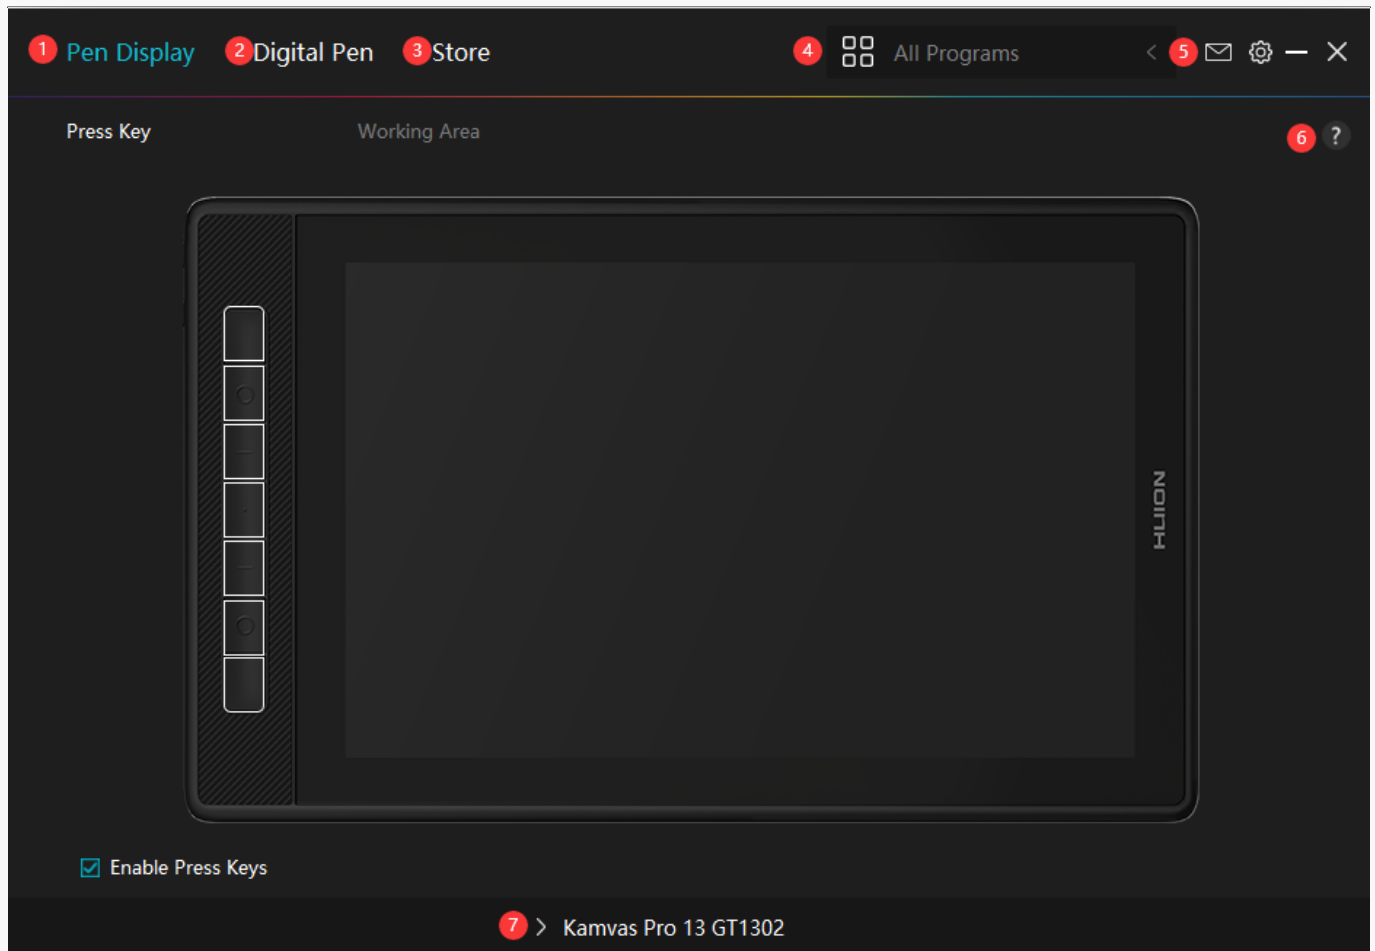 1 Pen Display 2 Digital Pen 3 Store 4 All Programs 5
Press Key Working Area 6 ?
HUION
Enable Press Keys
7 > Kamvas Pro 13 GT1302